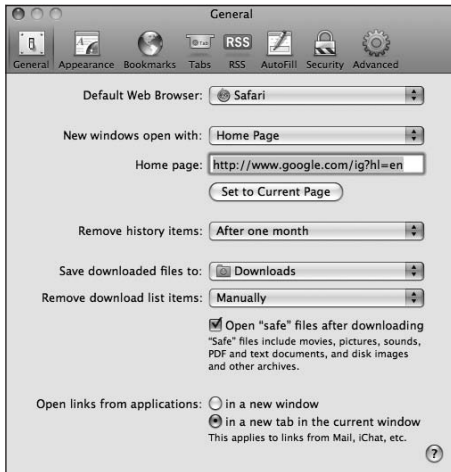 General
General Appearance Bookmarks Tabs RSS AutoFill Security Advanced
Default Web Browser: Safari
New windows open with: Home Page
Home page: http://www.google.com/ig?hl=en
Set to Current Page
Remove history items: After one month
Save downloaded files to: Downloads
Remove download list items: Manually
Open “safe” files after downloading
“Safe” files include movies, pictures, sounds,
PDF and text documents, and disk images
and other archives.
Open links from applications: in a new window
in a new tab in the current window
This applies to links from Mail, iChat, etc.
?